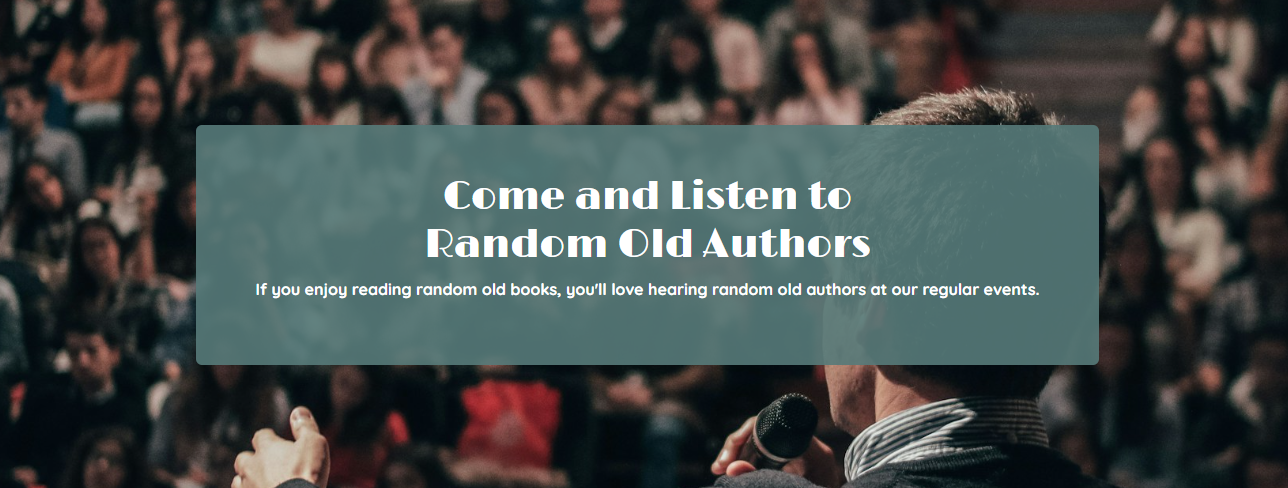 Come and Listen to
Random Old Authors
If you enjoy reading random old books, you'll love hearing random old authors at our regular events.